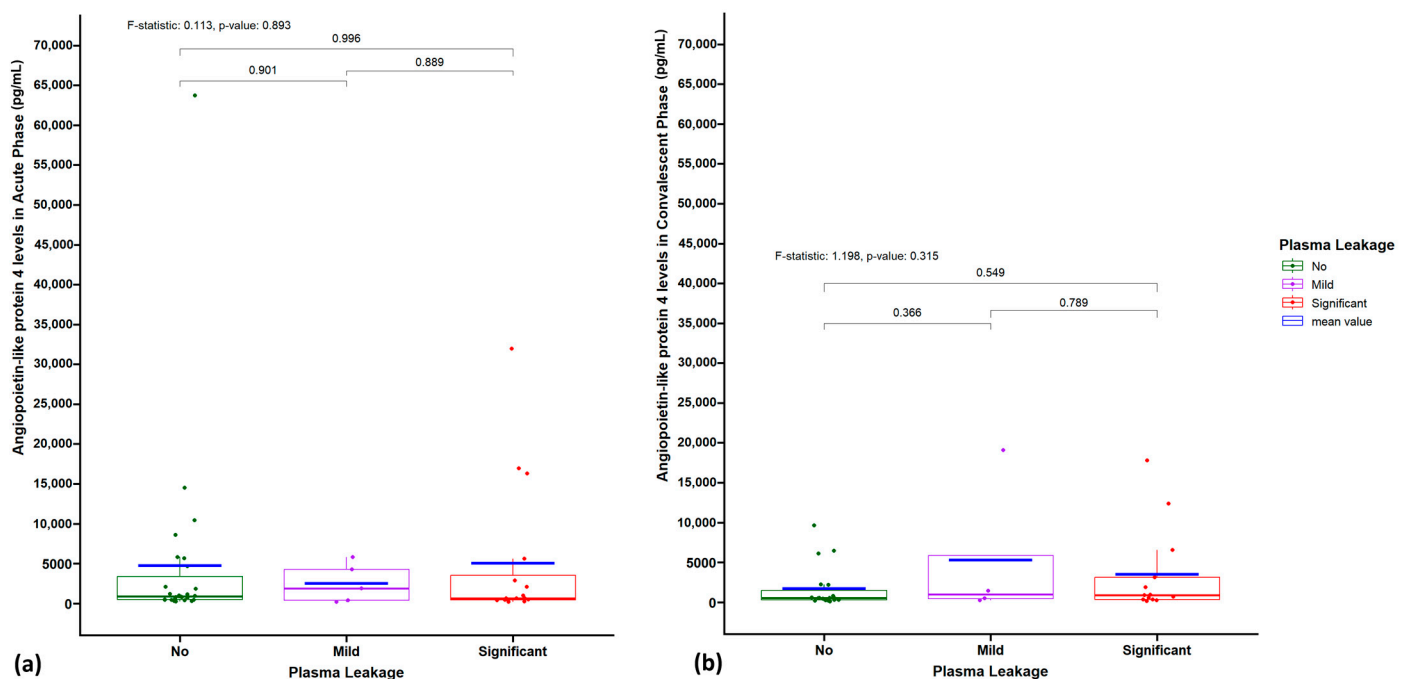 F-statistic: 0.113, p-value: 0.893
0.996
0.901
0.889
Angiopoietin-like protein 4 levels in Acute Phase (pg/mL)
70,000
65,000
60,000
55,000
50,000
45,000
40,000
35,000
30,000
25,000
20,000
15,000
10,000
5000
0
No
Mild
Significant
Plasma Leakage
(a)
Angiopoietin-like protein 4 levels in Convalescent Phase (pg/mL)
70,000
65,000
60,000
55,000
50,000
45,000
40,000
35,000
30,000
25,000
20,000
15,000
10,000
5000
0
F-statistic: 1.198, p-value: 0.315
0.549
0.366
0.789
No
Mild
Significant
Plasma Leakage
(b)
Plasma Leakage
No
Mild
Significant
mean value